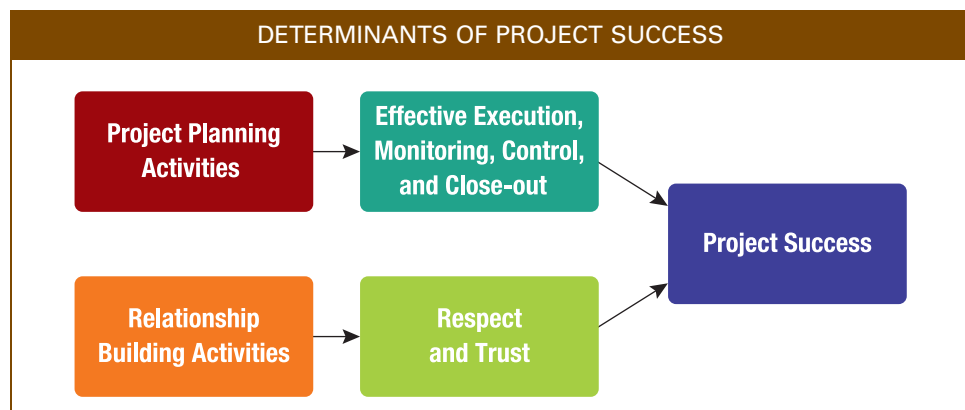 DETERMINANTS OF PROJECT SUCCESS
Project Planning
Activities
Effective Execution,
Monitoring, Control,
and Close-out
Project Success
Relationship
Building Activities
Respect
and Trust